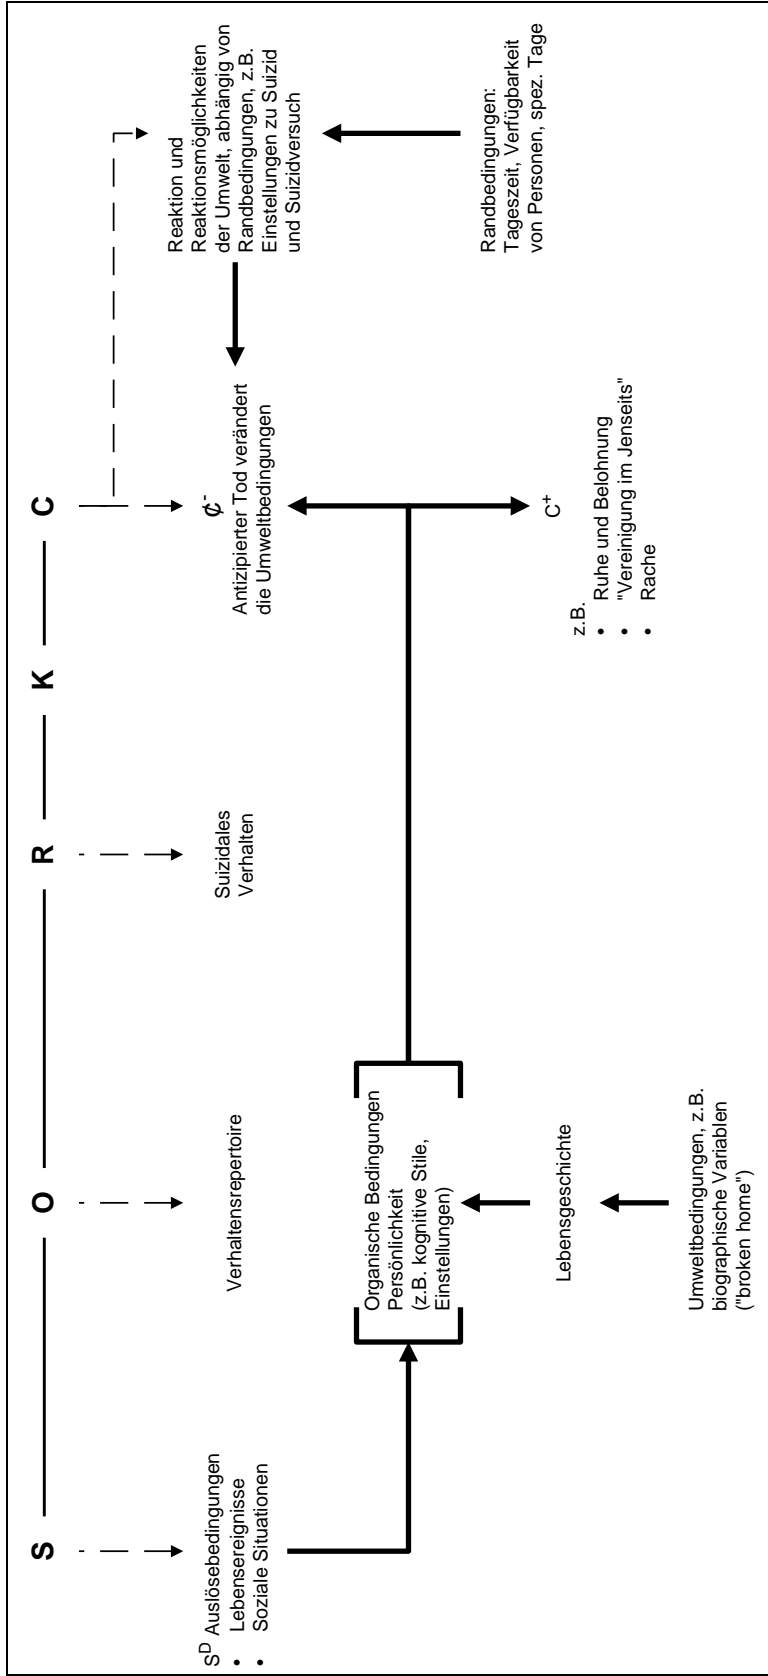 S O R K C
S^D Auslösebedingungen
• Lebensereignisse
• Soziale Situationen
Verhaltensrepertoire
Suizidales
Verhalten
¢-
Antizipierter Tod verändert
die Umweltbedingungen
Reaktion und
Reaktionsmöglichkeiten
der Umwelt, abhängig von
Randbedingungen, z.B.
Einstellungen zu Suizid
und Suizidversuch
Organische Bedingungen
Persönlichkeit
(z.B. kognitive Stile,
Einstellungen)
Lebensgeschichte
Umweltbedingungen, z.B.
biographische Variablen
("broken home")
C+
z.B.
• Ruhe und Belohnung
• "Vereinigung im Jenseits"
• Rache
Randbedingungen:
Tageszeit, Verfügbarkeit
von Personen, spez. Tage